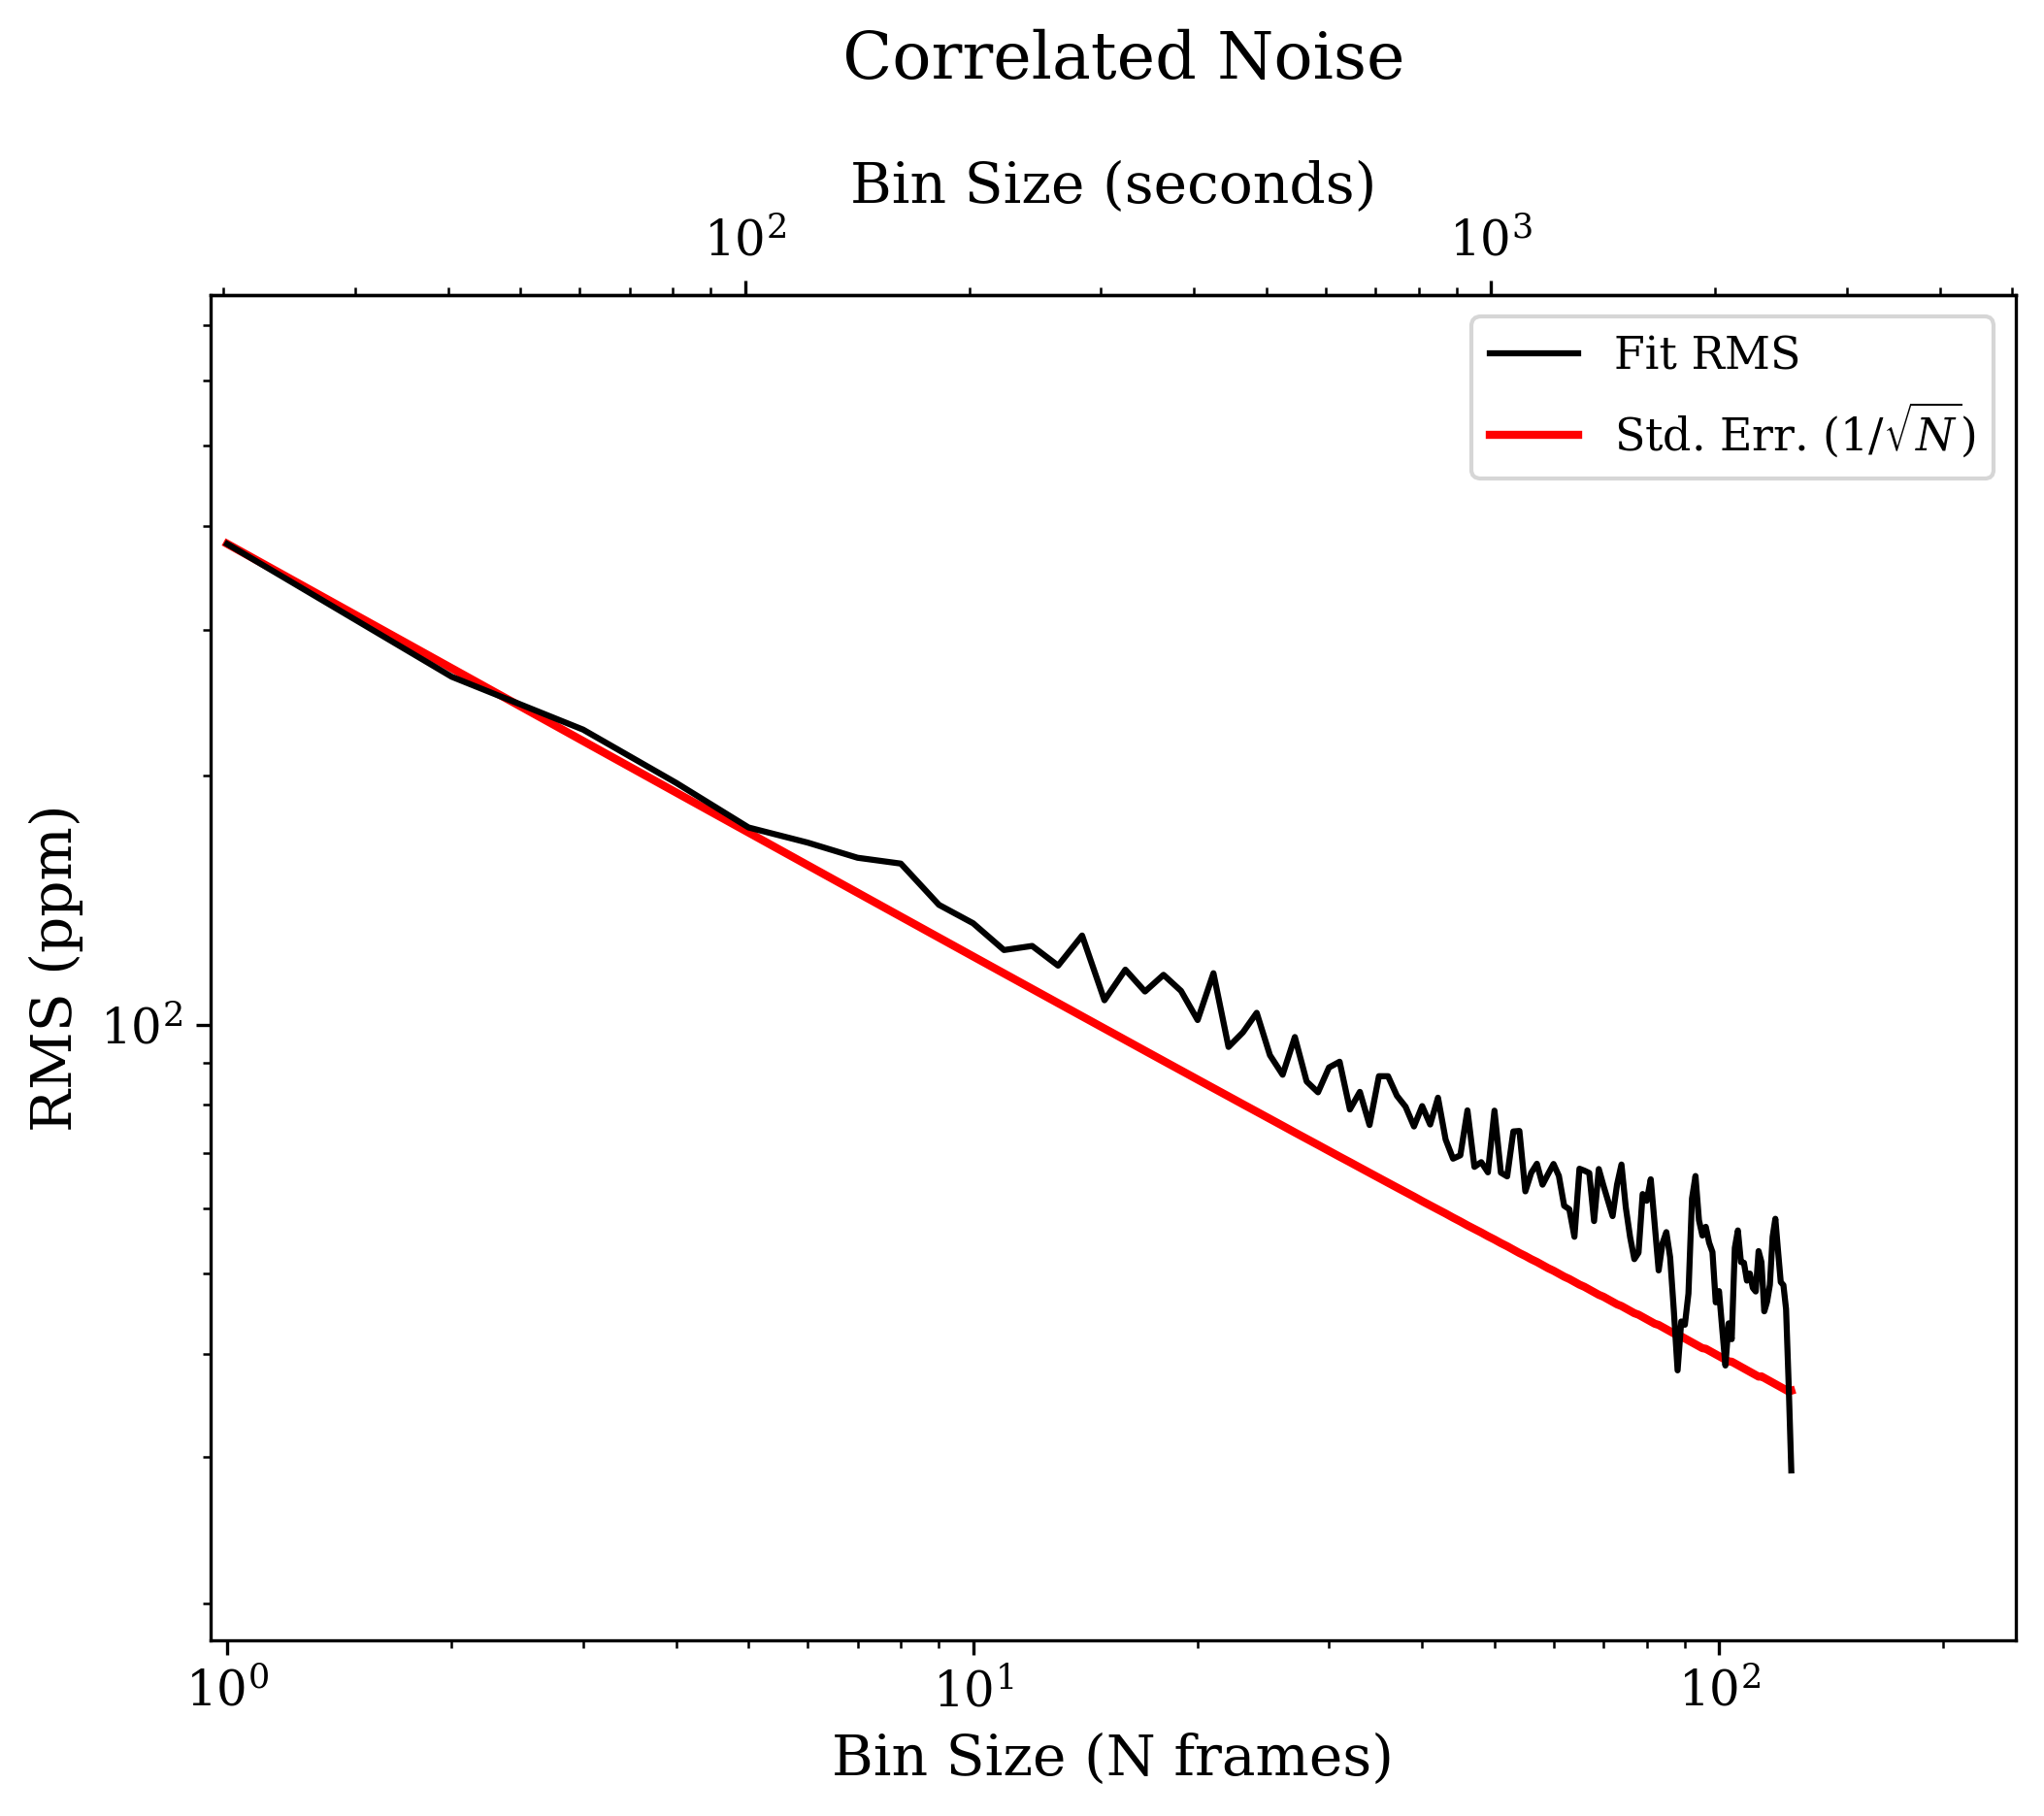 Correlated Noise
Bin Size (seconds)
10² 10³
Fit RMS
Std. Err. (1/√N)
RMS (ppm)
10²
10⁰ 10¹ 10²
Bin Size (N frames)